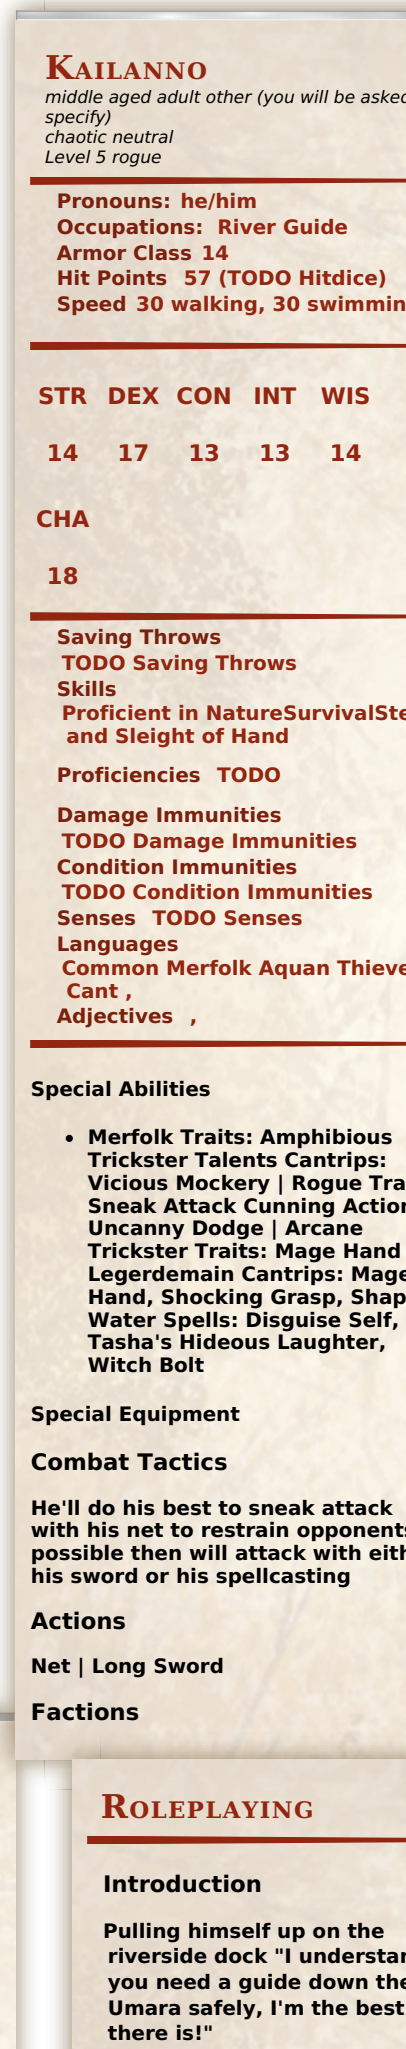 KAILANNO
middle aged adult other (you will be asked
specify)
chaotic neutral
Level 5 rogue
Pronouns: he/him
Occupations: River Guide
Armor Class 14
Hit Points 57 (TODO Hitdice)
Speed 30 walking, 30 swimmin
STR DEX CON INT WIS
14 17 13 13 14
CHA
18
Saving Throws
TODO Saving Throws
Skills
Proficient in NatureSurvivalSte
and Sleight of Hand
Proficiencies TODO
Damage Immunities
TODO Damage Immunities
Condition Immunities
TODO Condition Immunities
Senses TODO Senses
Languages
Common Merfolk Aquan Thieve
Cant ,
Adjectives ,
Special Abilities
• Merfolk Traits: Amphibious
Trickster Talents Cantrips:
Vicious Mockery | Rogue Tra
Sneak Attack Cunning Action
Uncanny Dodge | Arcane
Trickster Traits: Mage Hand
Legerdemain Cantrips: Mage
Hand, Shocking Grasp, Shap
Water Spells: Disguise Self,
Tasha's Hideous Laughter,
Witch Bolt
Special Equipment
Combat Tactics
He'll do his best to sneak attack
with his net to restrain opponents
possible then will attack with eith
his sword or his spellcasting
Actions
Net | Long Sword
Factions
ROLEPLAYING
Introduction
Pulling himself up on the
riverside dock "I understan
you need a guide down the
Umara safely, I'm the best
there is!"